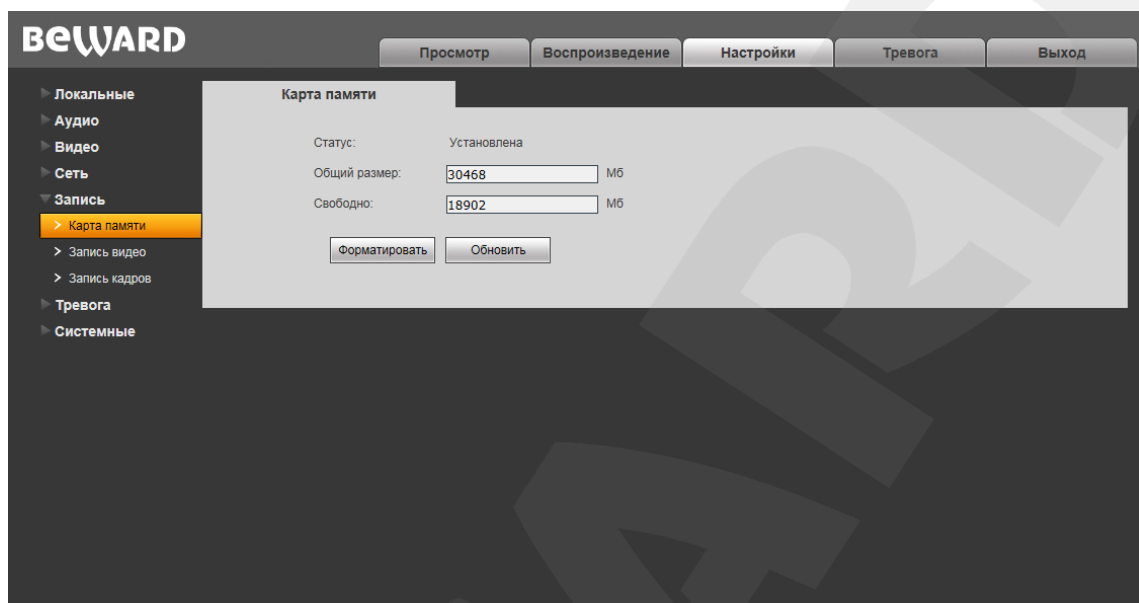 BEWARD
Просмотр Воспроизведение Настройки Тревога Выход
Локальные
Аудио
Видео
Сеть
Запись
> Карта памяти
> Запись видео
> Запись кадров
Тревога
Системные
Карта памяти
Статус: Установлена
Общий размер: 30468 Мб
Свободно: 18902 Мб
Форматировать Обновить